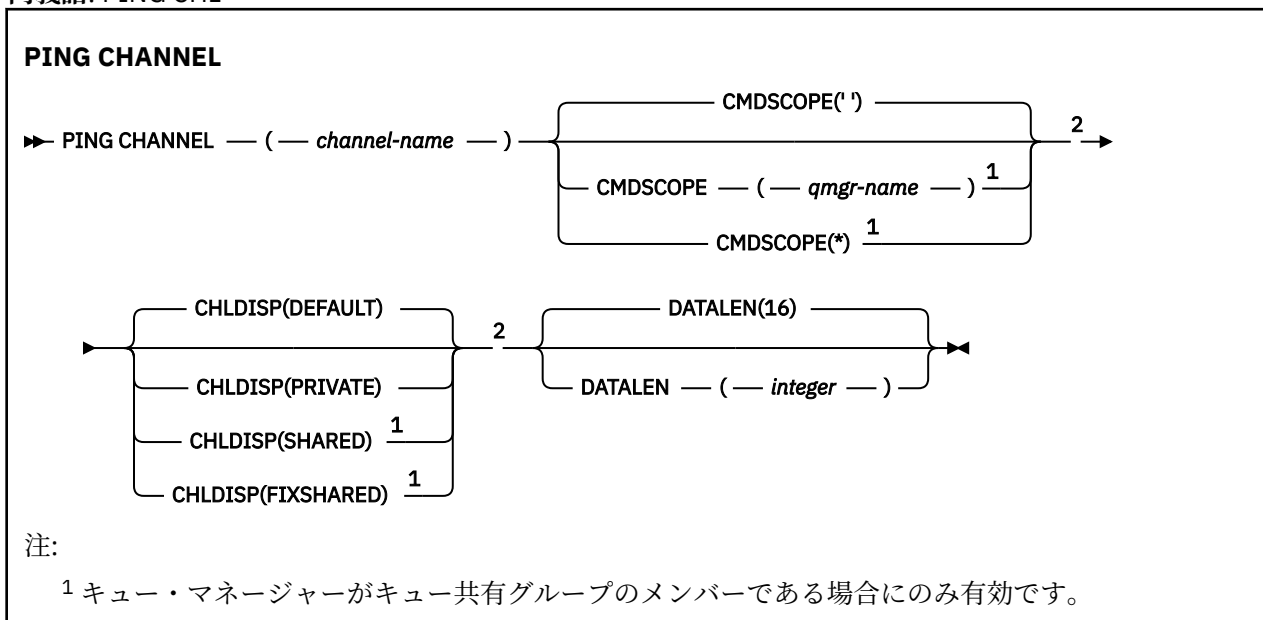 PING CHANNEL
CMDSCOPE(' ')
PING CHANNEL ( channel-name ) 2
CMDSCOPE ( qmgr-name ) 1
CMDSCOPE(*) 1
CHLDISP(DEFAULT) DATALEN(16)
2
CHLDISP(PRIVATE) DATALEN ( integer )
CHLDISP(SHARED) 1
CHLDISP(FIXSHARED) 1
注:
1 キュー・マネージャーがキュー共有グループのメンバーである場合にのみ有効です。